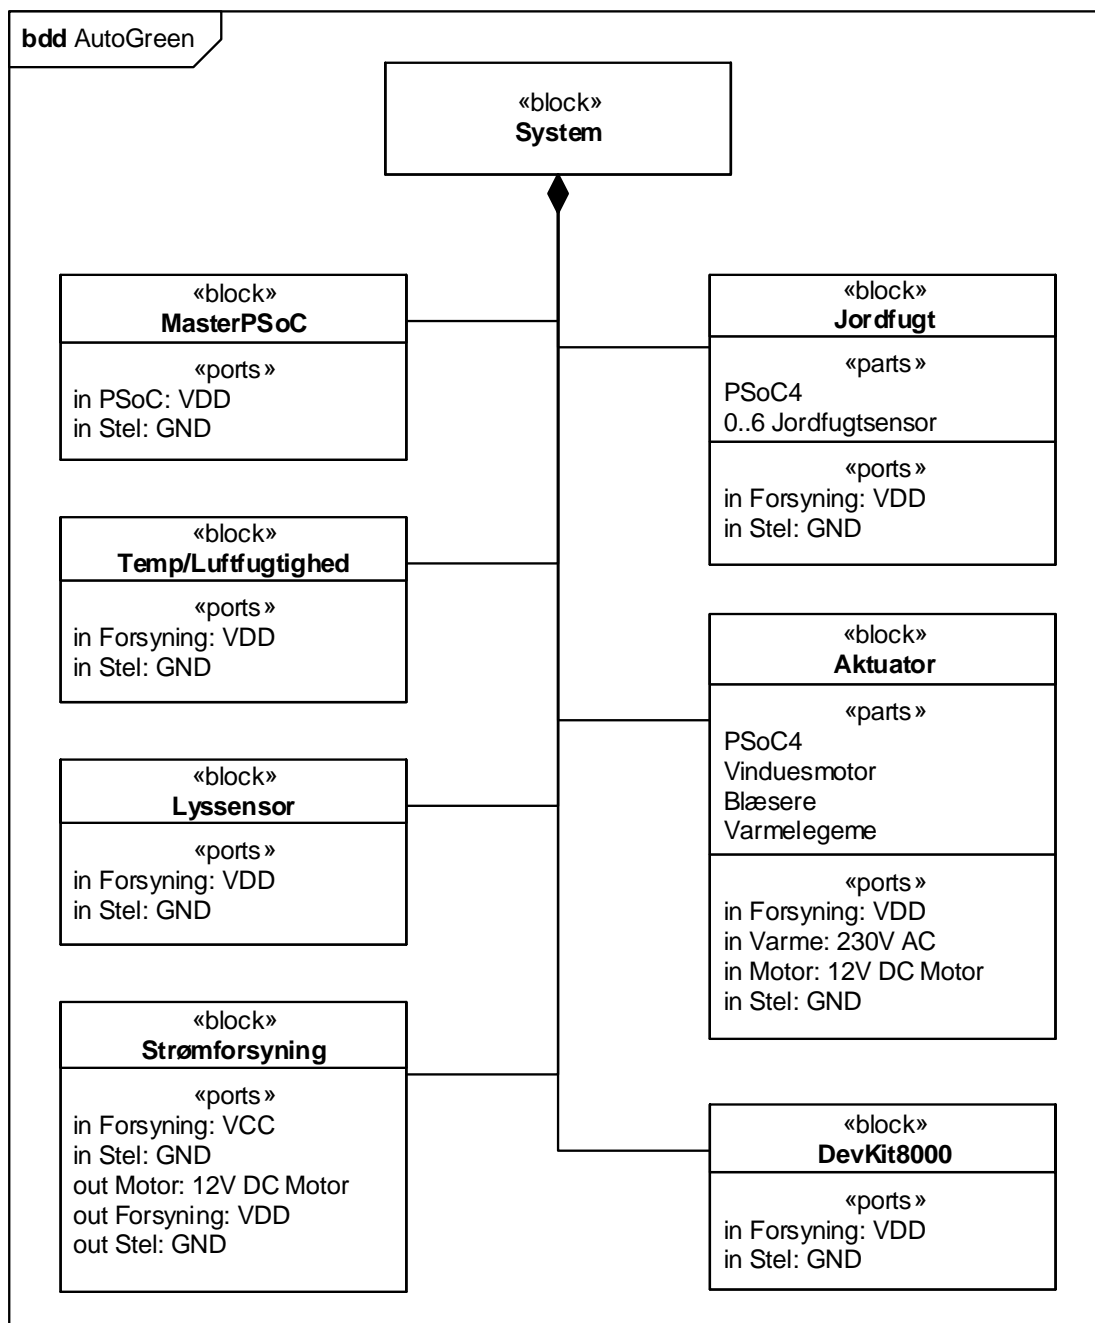 bdd AutoGreen
«block»
System
«block»
MasterPSoC
«ports»
in PSoC: VDD
in Stel: GND
«block»
Temp/Luftfugtighed
«ports»
in Forsyning: VDD
in Stel: GND
«block»
Lyssensor
«ports»
in Forsyning: VDD
in Stel: GND
«block»
Strømforsyning
«ports»
in Forsyning: VCC
in Stel: GND
out Motor: 12V DC Motor
out Forsyning: VDD
out Stel: GND
«block»
Jordfugt
«parts»
PSoC4
0..6 Jordfugtsensor
«ports»
in Forsyning: VDD
in Stel: GND
«block»
Aktuator
«parts»
PSoC4
Vinduesmotor
Blæsere
Varmelegeme
«ports»
in Forsyning: VDD
in Varme: 230V AC
in Motor: 12V DC Motor
in Stel: GND
«block»
DevKit8000
«ports»
in Forsyning: VDD
in Stel: GND